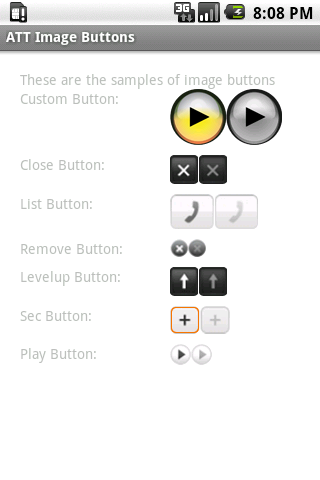 3G 8:08 PM
ATT Image Buttons
These are the samples of image buttons
Custom Button:
Close Button:
List Button:
Remove Button:
Levelup Button:
Sec Button:
Play Button: